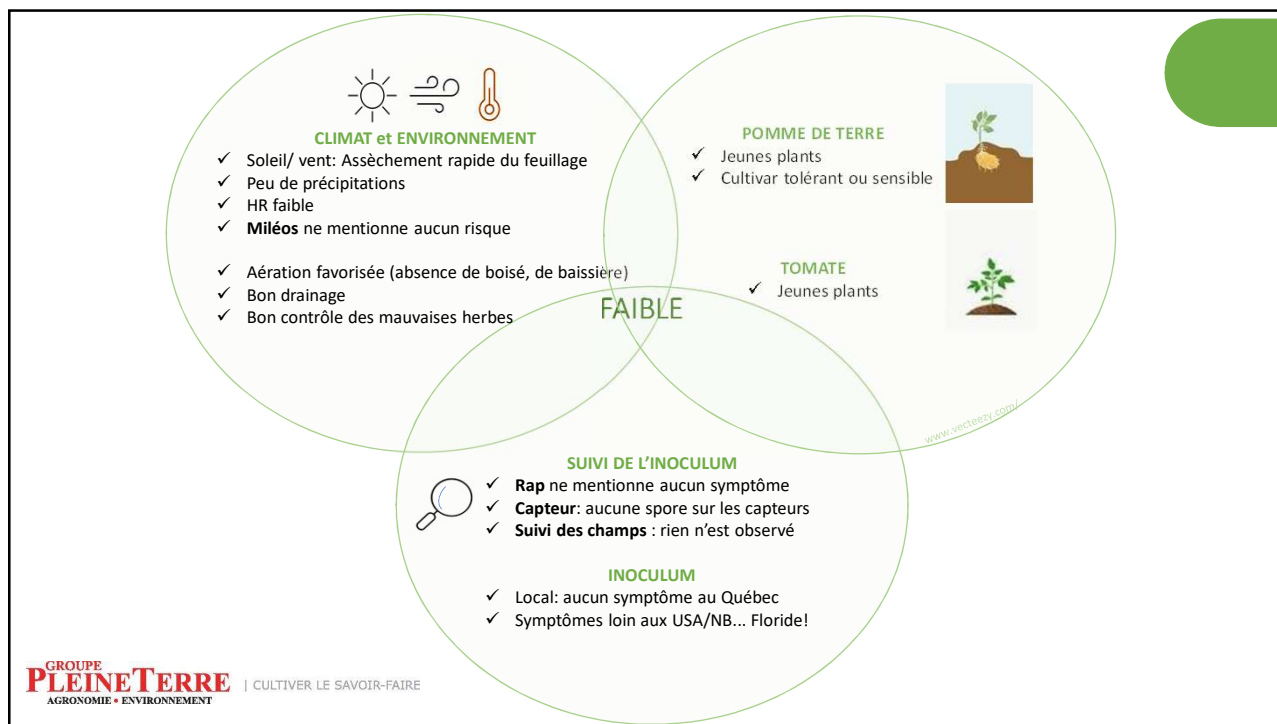 CLIMAT et ENVIRONNEMENT
✓ Soleil/ vent: Assèchement rapide du feuillage
✓ Peu de précipitations
✓ HR faible
✓ Miléos ne mentionne aucun risque
✓ Aération favorisée (absence de boisé, de baissière)
✓ Bon drainage
✓ Bon contrôle des mauvaises herbes
POMME DE TERRE
✓ Jeunes plants
✓ Cultivar tolérant ou sensible
TOMATE
✓ Jeunes plants
FAIBLE
www.vecteezy.com/
SUIVI DE L’INOCULUM
✓ Rap ne mentionne aucun symptôme
✓ Capteur: aucune spore sur les capteurs
✓ Suivi des champs : rien n’est observé
INOCULUM
✓ Local: aucun symptôme au Québec
✓ Symptômes loin aux USA/NB... Floride!
GROUPE
PLEINETERRE | CULTIVER LE SAVOIR-FAIRE
AGRONOMIE • ENVIRONNEMENT